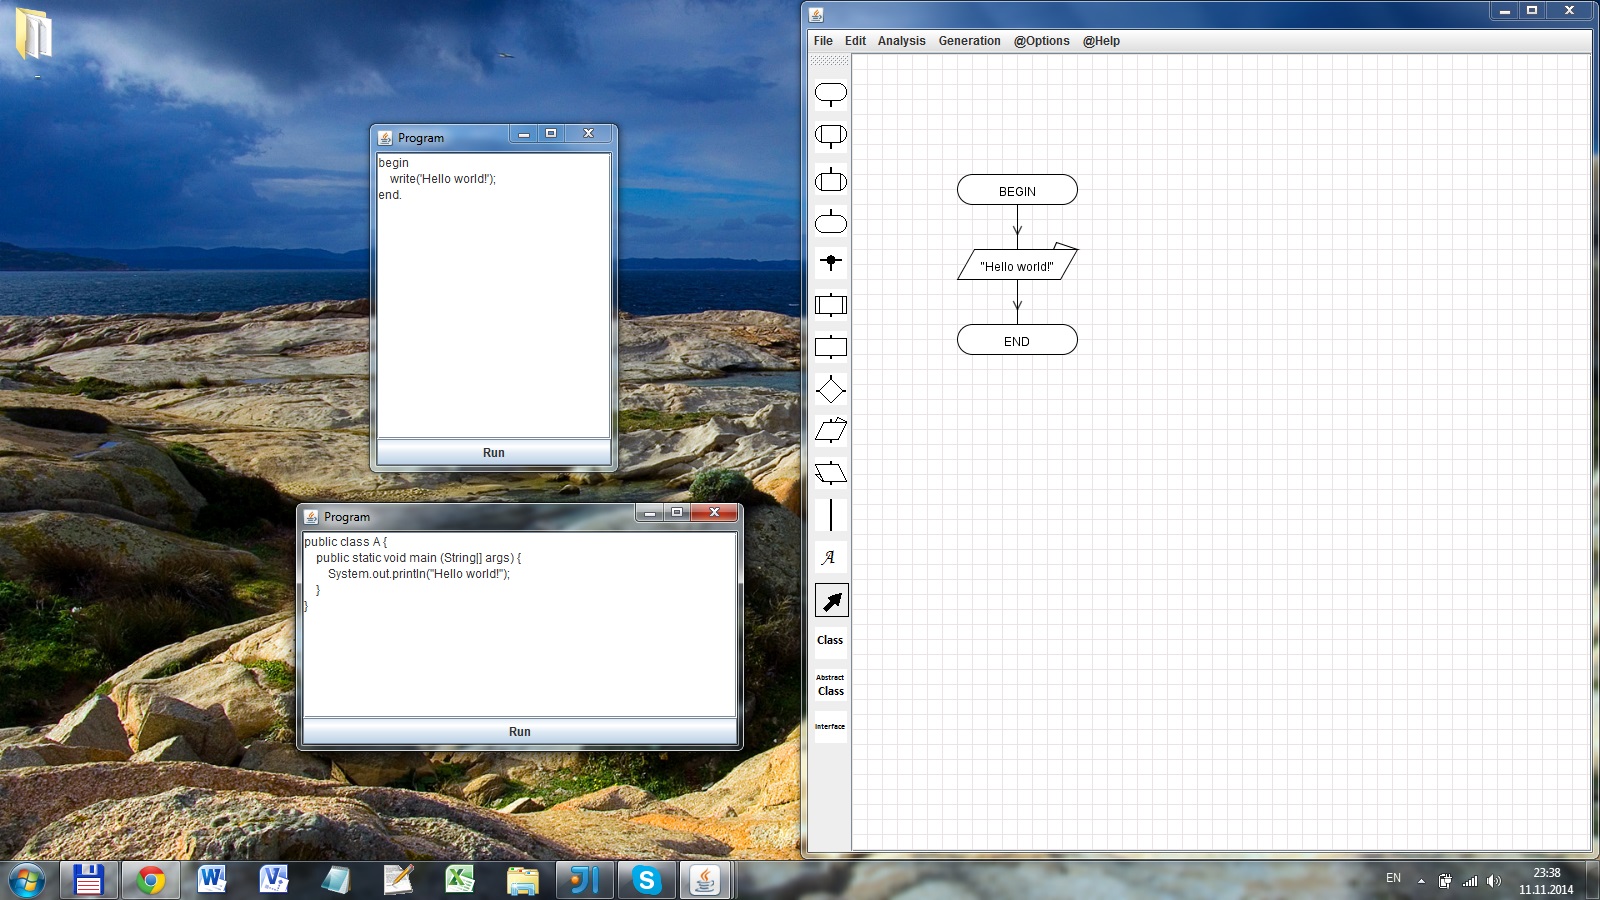 Program
begin
write('Hello world!');
end.
Run
Program
public class A {
public static void main (String[] args) {
System.out.println("Hello world!");
}
}
Run
File Edit Analysis Generation @Options @Help
A
Class
Abstract
Class
Interface
BEGIN
"Hello world!"
END
EN
23:38
11.11.2014